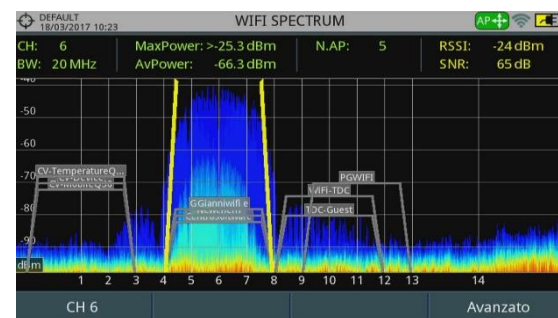 DEFAULT
18/03/2017 10:23
WIFI SPECTRUM
AP
CH: 6 MaxPower: >-25.3 dBm N.AP: 5 RSSI: -24 dBm
BW: 20 MHz AvPower: -66.3 dBm SNR: 65 dB
-40
-50
-60
CV-TemperatureQ...
-70
PGWIFI
WiFi-TDC
GGianniwifi e
-80
TDC-Guest
-90
dBm
1 2 3 4 5 6 7 8 9 10 11 12 13 14
CH 6 Avanzato